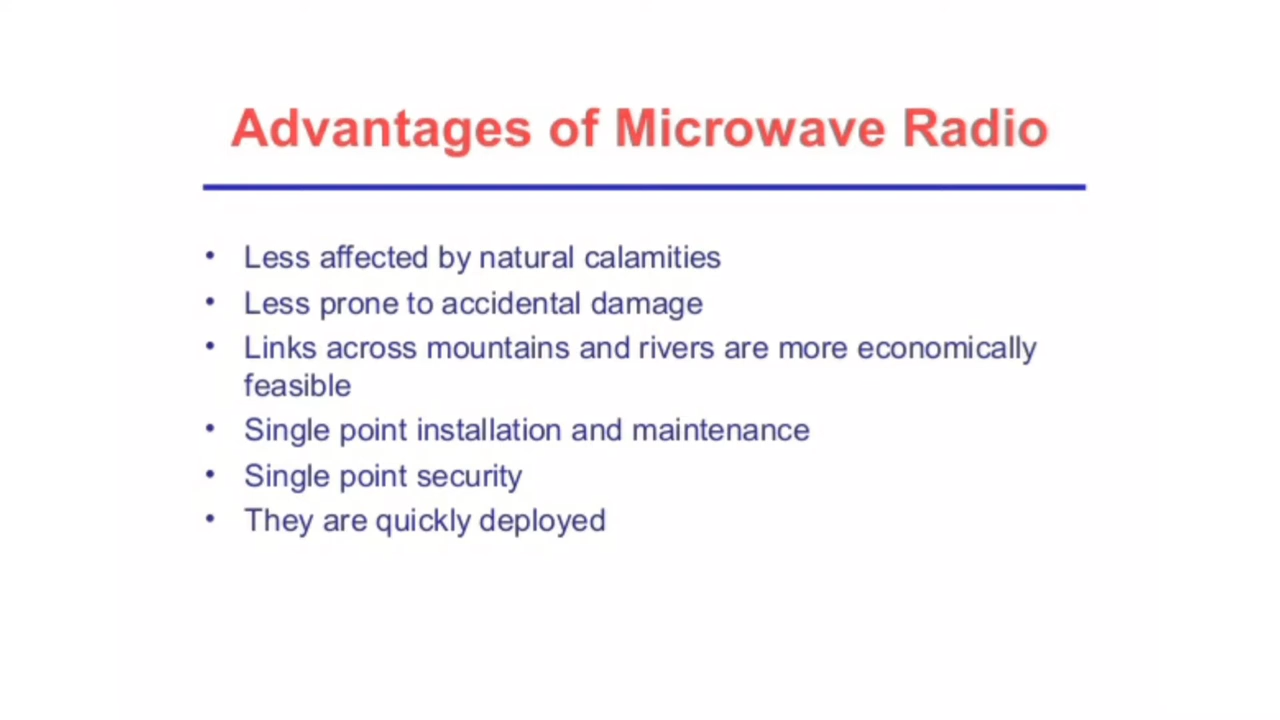 Advantages of Microwave Radio
• Less affected by natural calamities
• Less prone to accidental damage
• Links across mountains and rivers are more economically
feasible
• Single point installation and maintenance
• Single point security
• They are quickly deployed